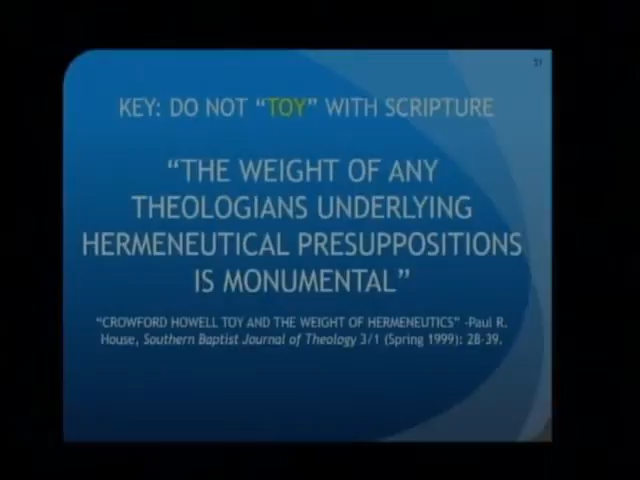 31
KEY: DO NOT “TOY” WITH SCRIPTURE
“THE WEIGHT OF ANY
THEOLOGIANS UNDERLYING
HERMENEUTICAL PRESUPPOSITIONS
IS MONUMENTAL”
“CROWFORD HOWELL TOY AND THE WEIGHT OF HERMENEUTICS” -Paul R.
House, Southern Baptist Journal of Theology 3/1 (Spring 1999): 28-39.